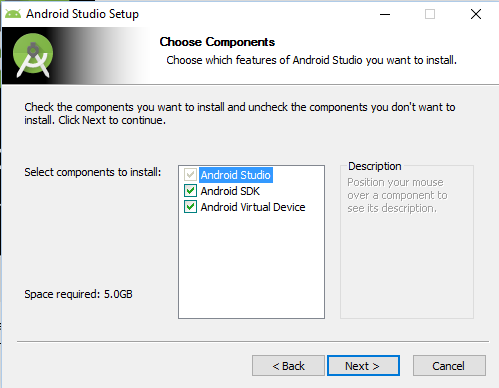 Android Studio Setup
Choose Components
Choose which features of Android Studio you want to install.
Check the components you want to install and uncheck the components you don't want to
install. Click Next to continue.
Select components to install:
Android Studio
Android SDK
Android Virtual Device
Description
Position your mouse
over a component to
see its description.
Space required: 5.0GB
< Back
Next >
Cancel